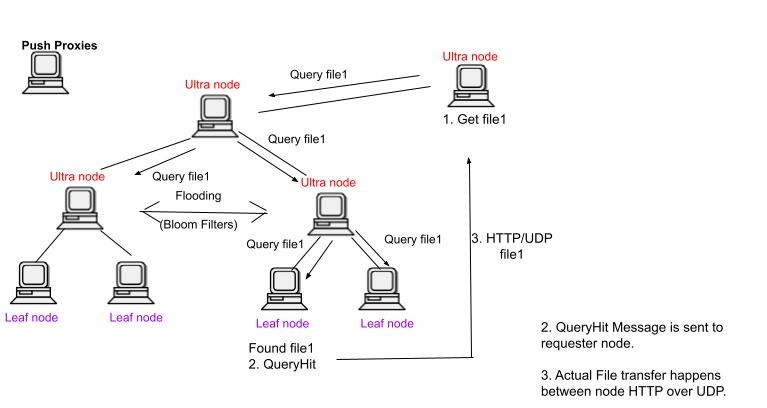 Push Proxies
Ultra node
Query file1
Ultra node
1. Get file1
Query file1
Ultra node
Query file1
Ultra node
Flooding
(Bloom Filters)
Query file1
Query file1
3. HTTP/UDP
file1
Leaf node
Leaf node
Leaf node
Leaf node
Found file1
2. QueryHit
2. QueryHit Message is sent to
requester node.
3. Actual File transfer happens
between node HTTP over UDP.